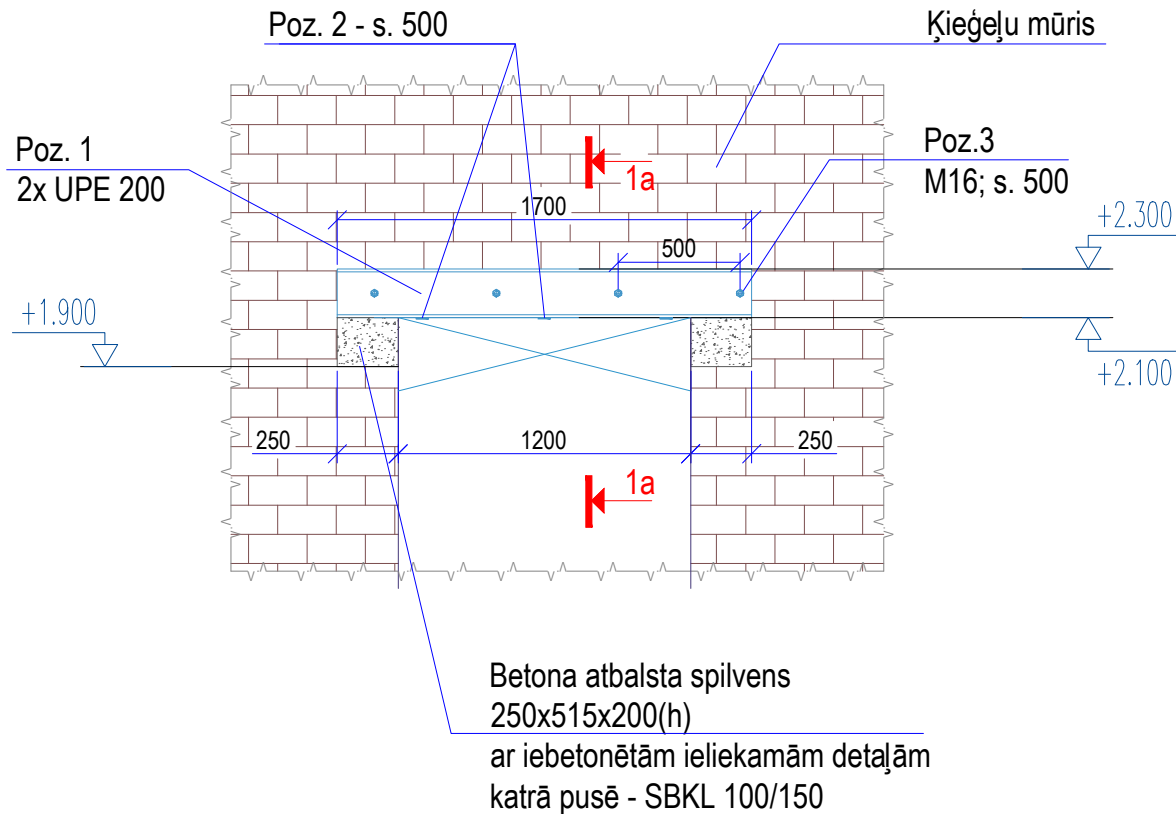 Poz. 2 - s. 500
Ķieģeļu mūris
Poz. 1
2x UPE 200
Poz.3
M16; s. 500
1a
1700
500
+2.300
+1.900
+2.100
250
1200
250
1a
Betona atbalsta spilvens
250x515x200(h)
ar iebetonētām ieliekamām detaļām
katrā pusē - SBKL 100/150